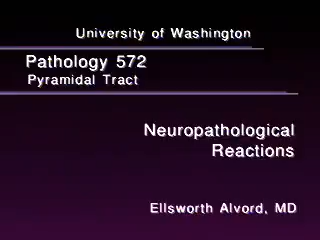 University of Washington
Pathology 572
Pyramidal Tract
Neuropathological
Reactions
Ellsworth Alvord, MD